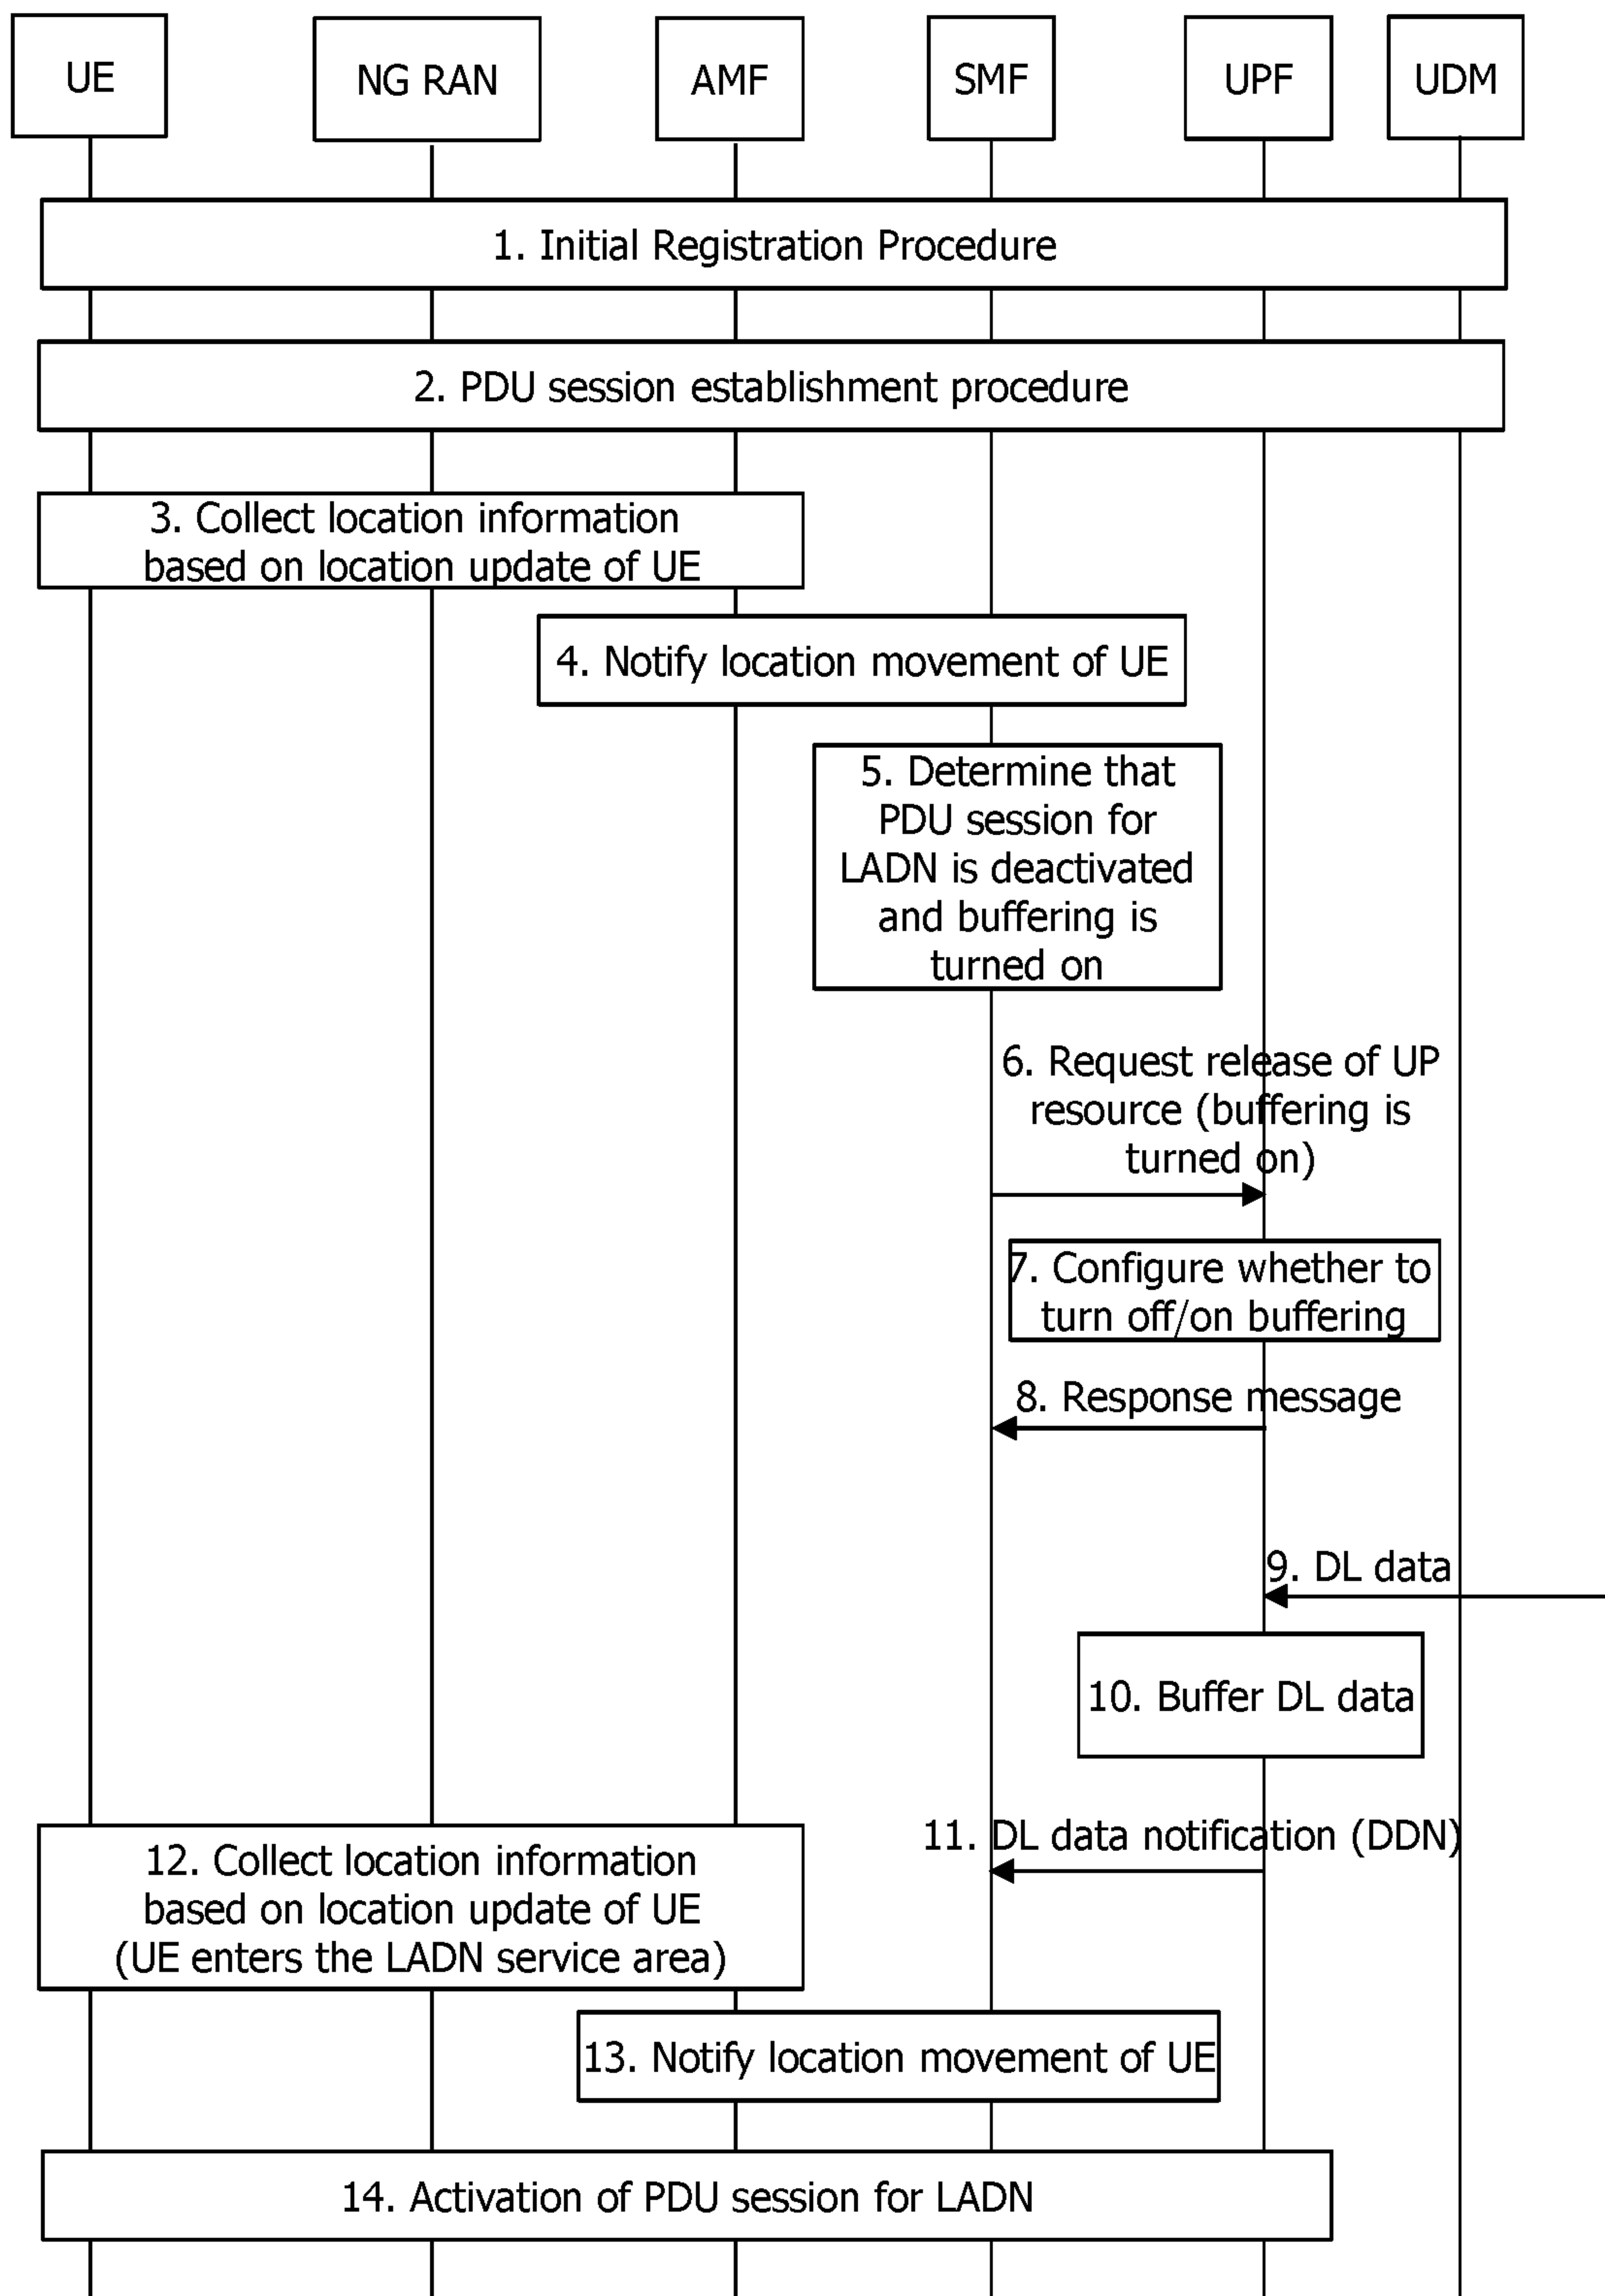 UE
NG RAN
AMF
SMF
UPF
UDM
1. Initial Registration Procedure
2. PDU session establishment procedure
3. Collect location information
based on location update of UE
4. Notify location movement of UE
5. Determine that
PDU session for
LADN is deactivated
and buffering is
turned on
6. Request release of UP
resource (buffering is
turned on)
7. Configure whether to
turn off/on buffering
8. Response message
9. DL data
10. Buffer DL data
11. DL data notification (DDN)
12. Collect location information
based on location update of UE
(UE enters the LADN service area)
13. Notify location movement of UE
14. Activation of PDU session for LADN